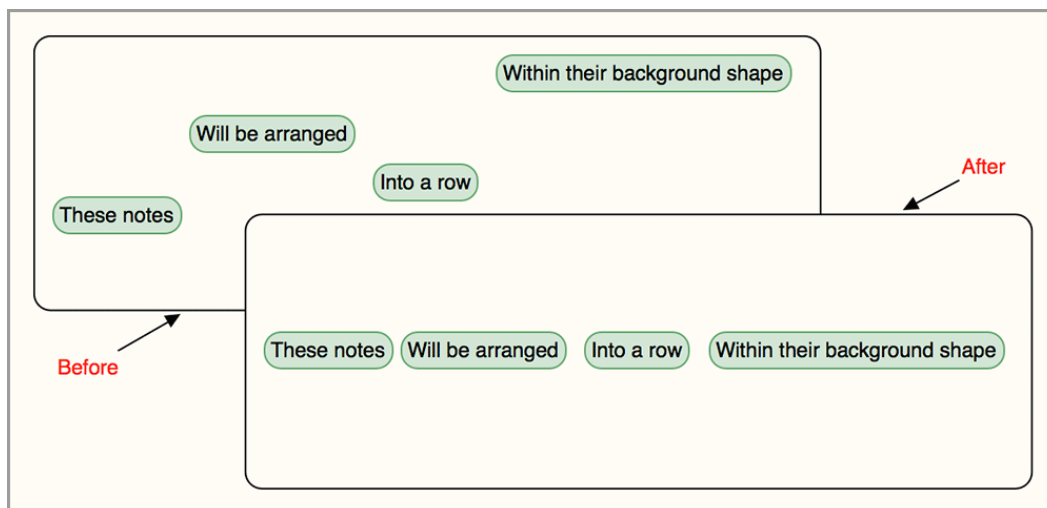 Within their background shape
Will be arranged
Into a row
These notes
After
These notes
Will be arranged
Into a row
Within their background shape
Before